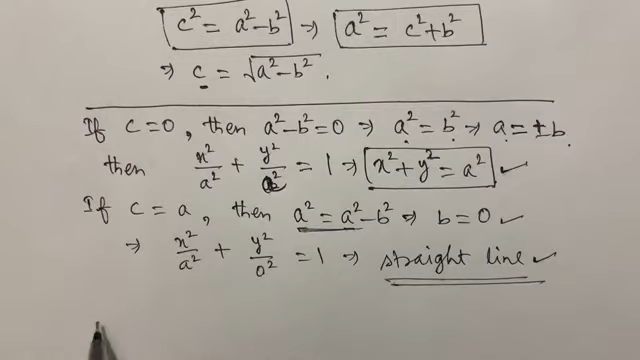 c² = a² - b² ⇒ a² = c² + b²
⇒ c = √(a² - b²).
If c = 0, then a² - b² = 0 ⇒ a² = b² ⇒ a = ± b.
then x²/a² + y²/a² = 1 ⇒ x² + y² = a² ✓
If c = a, then a² = a² - b² ⇒ b = 0 ✓
⇒ x²/a² + y²/0² = 1 ⇒ straight line ✓